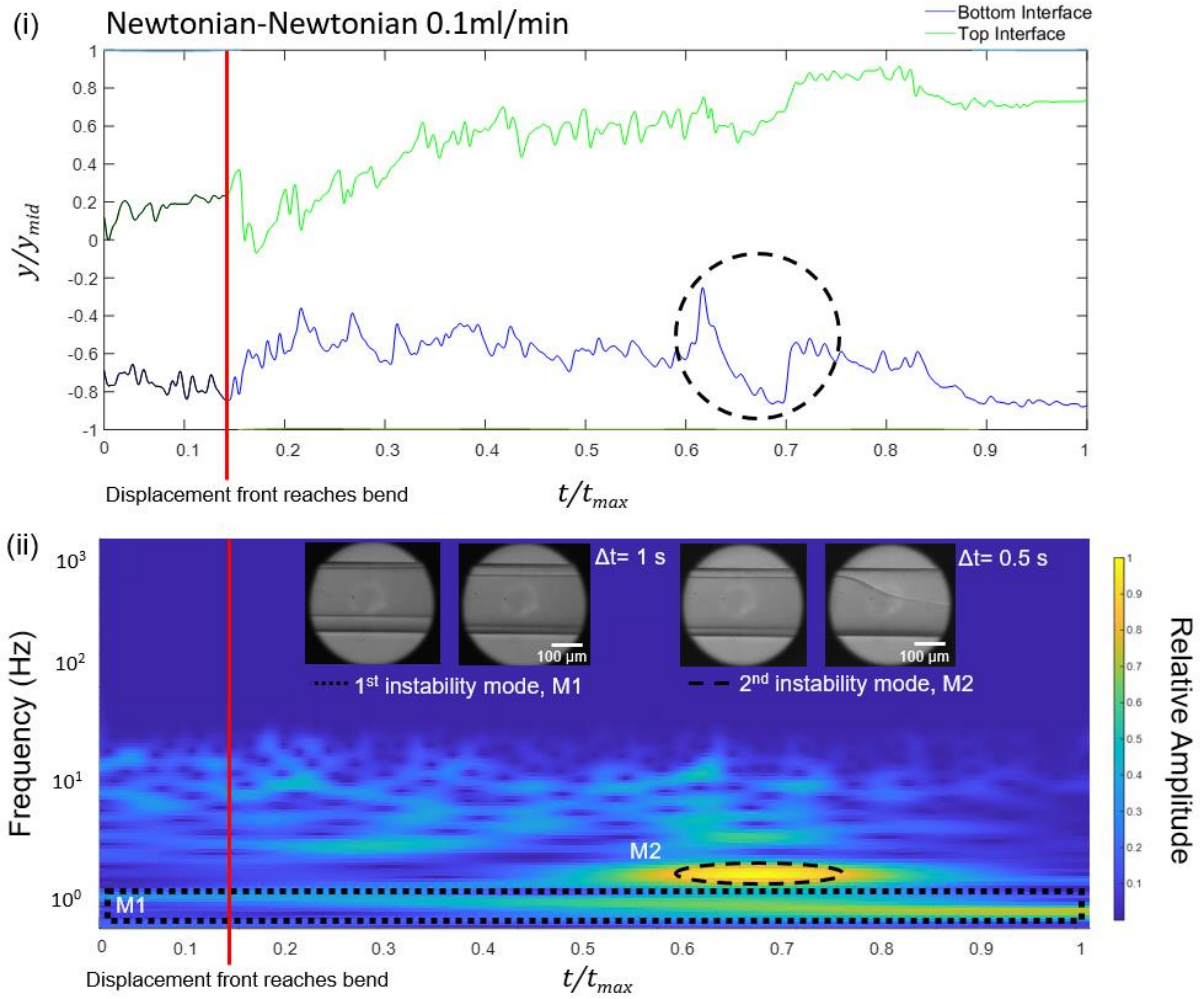 (i) Newtonian-Newtonian 0.1ml/min
Bottom Interface
Top Interface
1
0.8
0.6
0.4
0.2
0
-0.2
-0.4
-0.6
-0.8
-1
y/y_mid
0 0.1 0.2 0.3 0.4 0.5 0.6 0.7 0.8 0.9 1
Displacement front reaches bend
t/t_max
(ii)
10³
10²
10¹
10⁰
Frequency (Hz)
Δt= 1 s
Δt= 0.5 s
100 µm
100 µm
1st instability mode, M1
2nd instability mode, M2
M2
M1
1
0.9
0.8
0.7
0.6
0.5
0.4
0.3
0.2
0.1
Relative Amplitude
0 0.1 0.2 0.3 0.4 0.5 0.6 0.7 0.8 0.9 1
Displacement front reaches bend
t/t_max